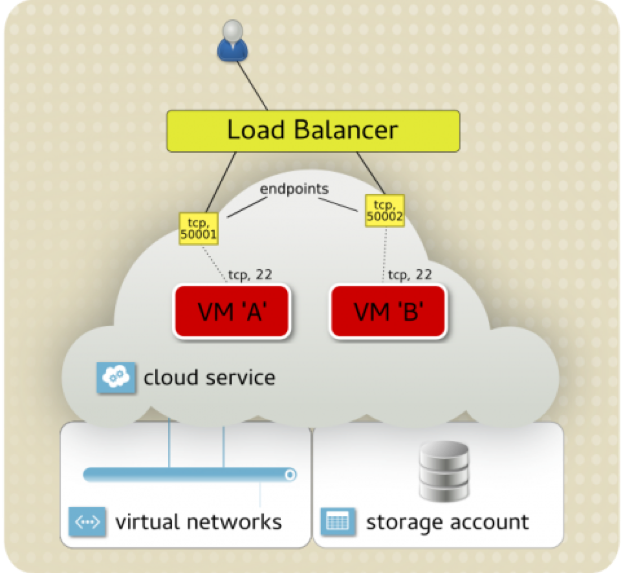 Load Balancer
endpoints
tcp,
50001
tcp,
50002
tcp, 22
tcp, 22
VM 'A'
VM 'B'
cloud service
virtual networks
storage account